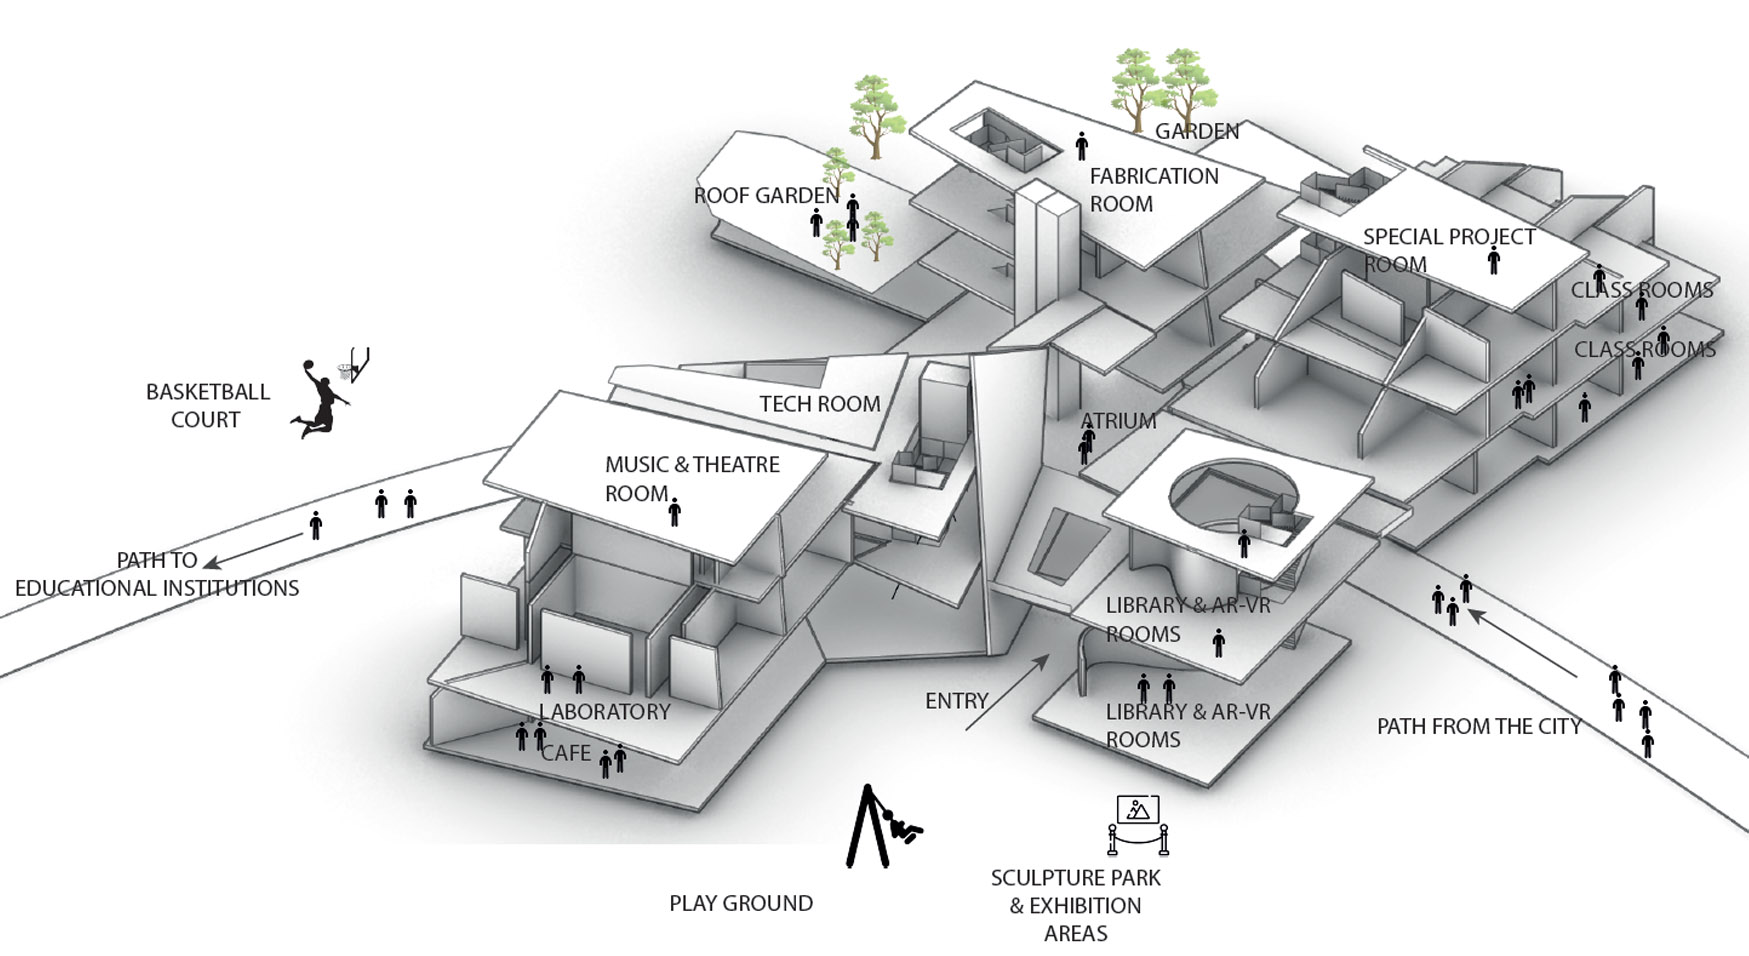 GARDEN
FABRICATION
ROOM
ROOF GARDEN
SPECIAL PROJECT
ROOM
CLASS ROOMS
CLASS ROOMS
BASKETBALL
COURT
TECH ROOM
ATRIUM
MUSIC & THEATRE
ROOM
PATH TO
EDUCATIONAL INSTITUTIONS
LIBRARY & AR-VR
ROOMS
LABORATORY
CAFE
ENTRY
LIBRARY & AR-VR
ROOMS
PATH FROM THE CITY
PLAY GROUND
SCULPTURE PARK
& EXHIBITION
AREAS